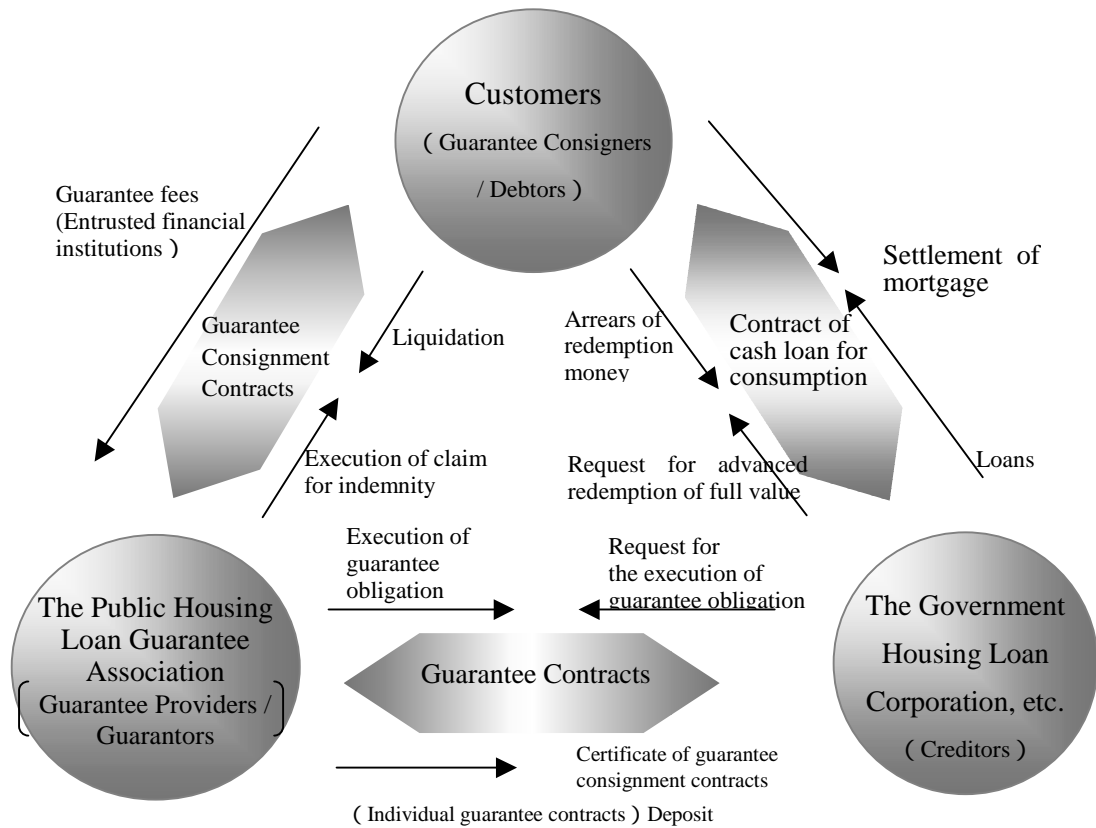 Customers
( Guarantee Consigners
/ Debtors )
Guarantee fees
(Entrusted financial
institutions )
Guarantee
Consignment
Contracts
Liquidation
Arrears of
redemption
money
Contract of
cash loan for
consumption
Settlement of
mortgage
Execution of claim
for indemnity
Request for advanced
redemption of full value
Loans
Execution of
guarantee
obligation
Request for
the execution of
guarantee obligation
The Public Housing
Loan Guarantee
Association
Guarantee Providers /
Guarantors
Guarantee Contracts
The Government
Housing Loan
Corporation, etc.
( Creditors )
Certificate of guarantee
consignment contracts
( Individual guarantee contracts ) Deposit